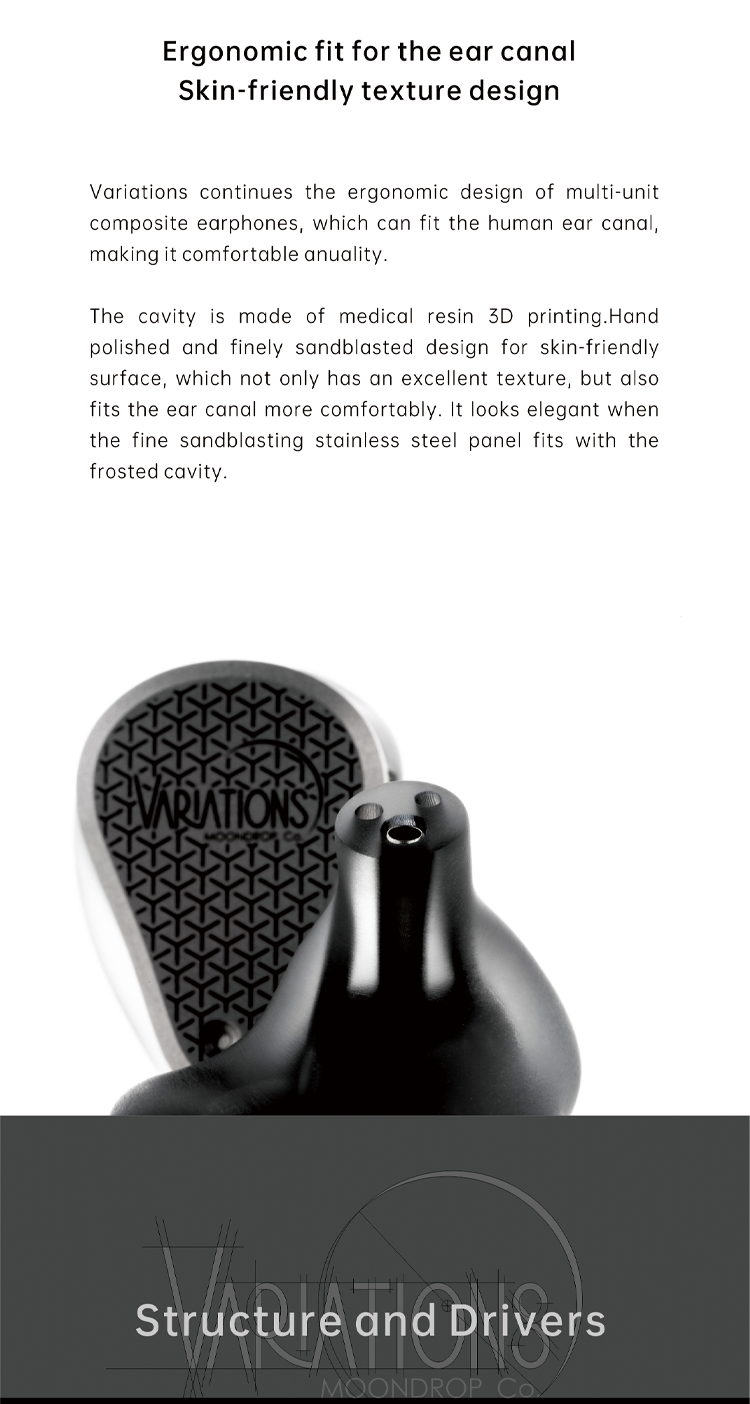 Ergonomic fit for the ear canal
Skin-friendly texture design
Variations continues the ergonomic design of multi-unit
composite earphones, which can fit the human ear canal,
making it comfortable anuality.
The cavity is made of medical resin 3D printing.Hand
polished and finely sandblasted design for skin-friendly
surface, which not only has an excellent texture, but also
fits the ear canal more comfortably. It looks elegant when
the fine sandblasting stainless steel panel fits with the
frosted cavity.
VARIATIONS
MOONDROP Co.
VARIATIONS
Structure and Drivers
MOONDROP Co.